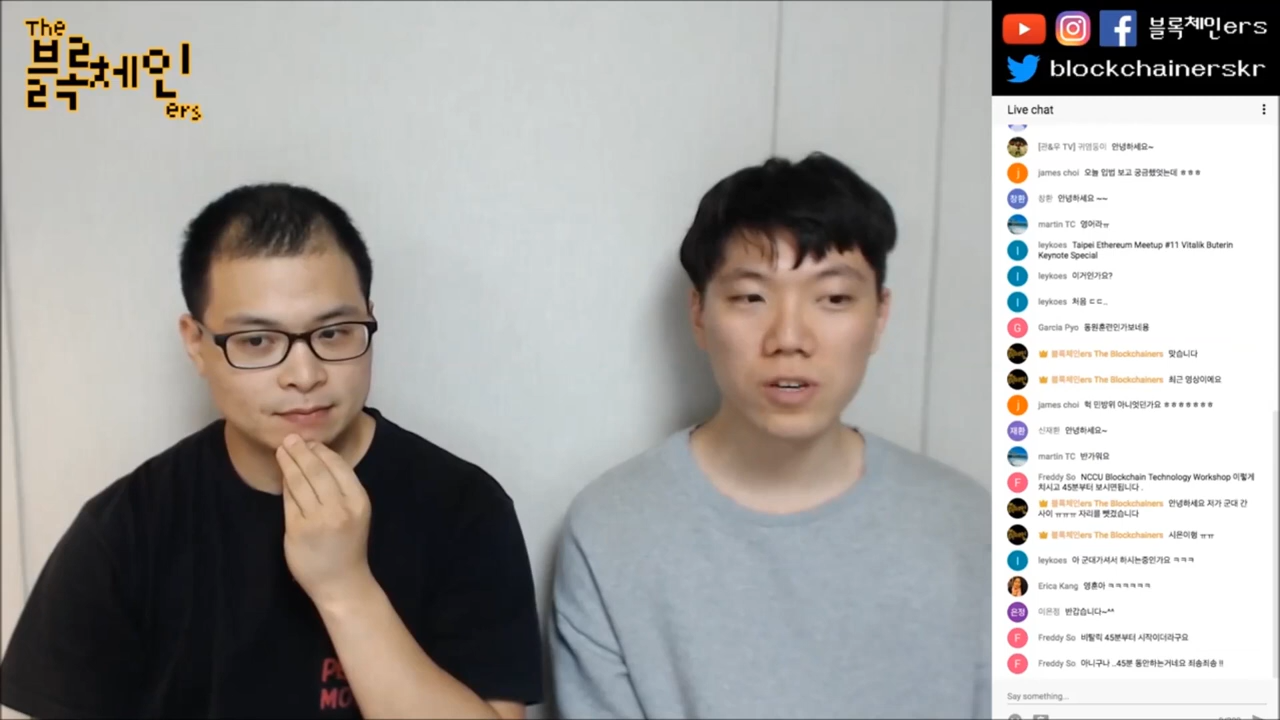 The
블록체인
ers
블록체인ers
blockchainerskr
Live chat
[관&우 TV] 귀염둥이 안녕하세요~
james choi 오늘 입범 보고 궁금했엇는데 ㅎㅎㅎ
장환 안녕하세요 ~~
martin TC 영어라ㅠ
leykoes Taipei Ethereum Meetup #11 Vitalik Buterin
Keynote Special
leykoes 이거인가요?
leykoes 처음 ㄷㄷ..
Garcia Pyo 동원훈련인가보네용
블록체인ers The Blockchainers 맞습니다
블록체인ers The Blockchainers 최근 영상이에요
james choi 헉 민방위 아니엇던가요 ㅎㅎㅎㅎㅎㅎㅎ
재환 신재환 안녕하세요~
martin TC 반가워요
Freddy So NCCU Blockchain Technology Workshop 이렇게
치시고 45분부터 보시면됩니다 .
블록체인ers The Blockchainers 안녕하세요 저가 군대 간
사이 ㅠㅠㅠ 자리를 뺏겼습니다
블록체인ers The Blockchainers 시온이형 ㅠㅠ
leykoes 아 군대가셔서 하시는중인가요 ㅋㅋㅋ
Erica Kang 영훈아 ㅋㅋㅋㅋㅋㅋ
은정 이은정 반갑습니다~^^
Freddy So 비탈릭 45분부터 시작이더라구요
Freddy So 아니구나 ..45분 동안하는거네요 죄송죄송 !!
Say something...